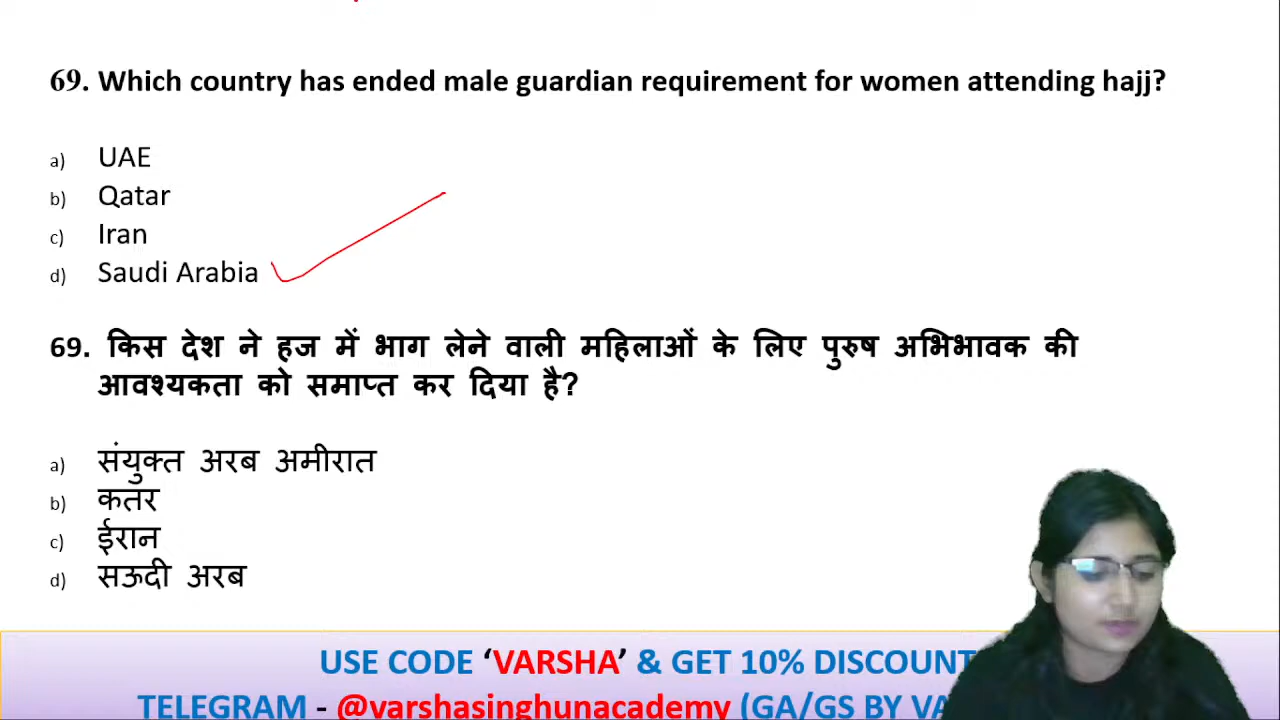 69. Which country has ended male guardian requirement for women attending hajj?
a) UAE
b) Qatar
c) Iran
d) Saudi Arabia
69. किस देश ने हज में भाग लेने वाली महिलाओं के लिए पुरुष अभिभावक की
आवश्यकता को समाप्त कर दिया है?
a) संयुक्त अरब अमीरात
b) कतर
c) ईरान
d) सऊदी अरब
USE CODE ‘VARSHA’ & GET 10% DISCOUNT
TELEGRAM - @varshasinghunacademy (GA/GS BY VA